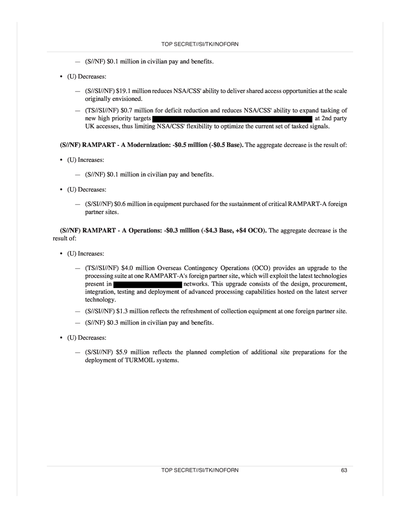 TOP SECRET//SI/TK//NOFORN
— (S//NF) $0.1 million in civilian pay and benefits.
• (U) Decreases:
— (S//SI//NF) $19.1 million reduces NSA/CSS' ability to deliver shared access opportunities at the scale
originally envisioned.
— (TS//SI//NF) $0.7 million for deficit reduction and reduces NSA/CSS' ability to expand tasking of
new high priority targets at 2nd party
UK accesses, thus limiting NSA/CSS' flexibility to optimize the current set of tasked signals.
(S//NF) RAMPART - A Modernization: -$0.5 million (-$0.5 Base). The aggregate decrease is the result of:
• (U) Increases:
— (S//NF) $0.1 million in civilian pay and benefits.
• (U) Decreases:
— (S/SI//NF) $0.6 million in equipment purchased for the sustainment of critical RAMPART-A foreign
partner sites.
(S//NF) RAMPART - A Operations: -$0.3 million (-$4.3 Base, +$4 OCO). The aggregate decrease is the
result of:
• (U) Increases:
— (TS//SI//NF) $4.0 million Overseas Contingency Operations (OCO) provides an upgrade to the
processing suite at one RAMPART-A's foreign partner site, which will exploit the latest technologies
present in networks. This upgrade consists of the design, procurement,
integration, testing and deployment of advanced processing capabilities hosted on the latest server
technology.
— (S//SI//NF) $1.3 million reflects the refreshment of collection equipment at one foreign partner site.
— (S//NF) $0.3 million in civilian pay and benefits.
• (U) Decreases:
— (S/SI//NF) $5.9 million reflects the planned completion of additional site preparations for the
deployment of TURMOIL systems.
TOP SECRET//SI/TK//NOFORN 63